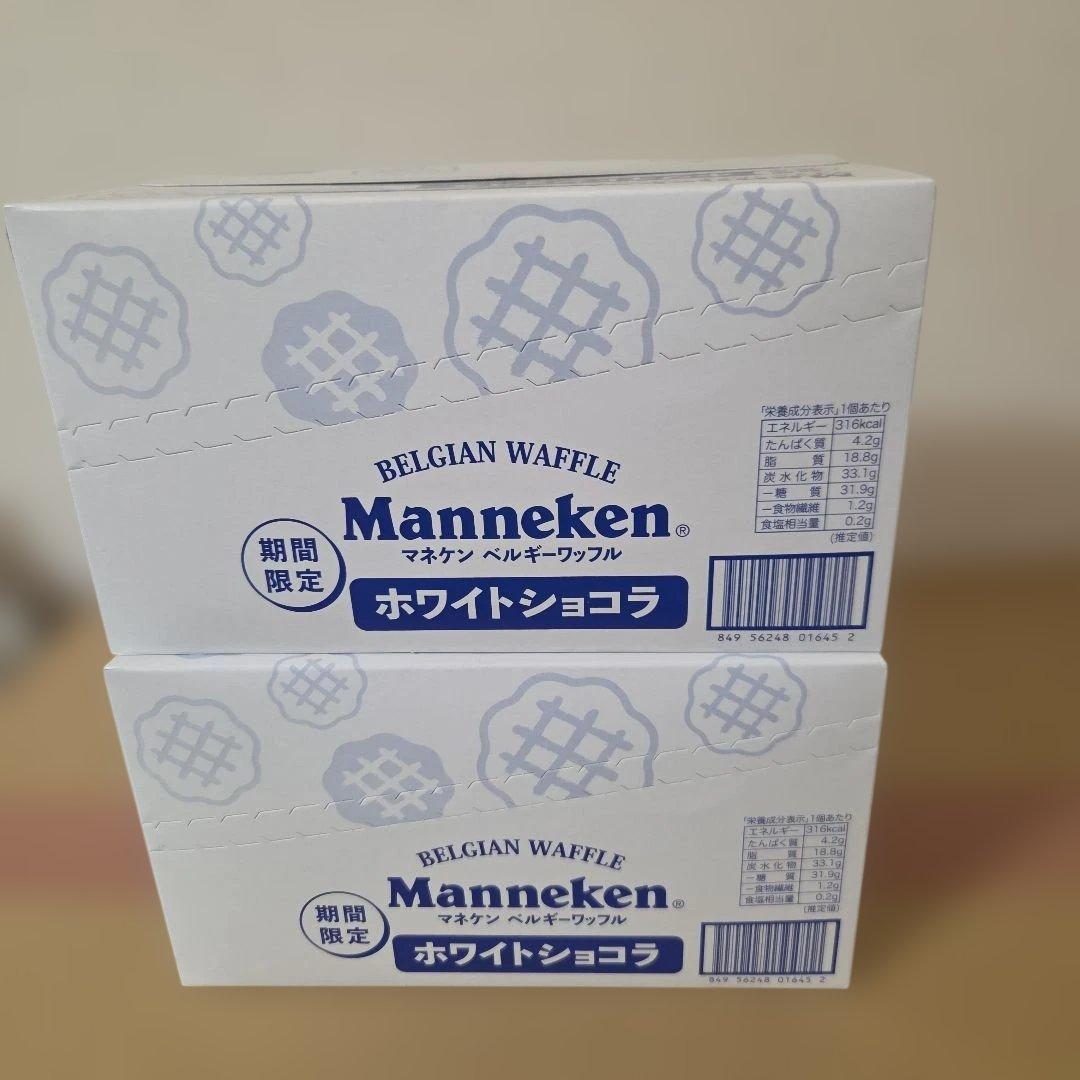 「栄養成分表示」1個あたり
エネルギー 316kcal
たんぱく質 4.2g
脂 質 18.8g
炭水化物 33.1g
－糖 質 31.9g
－食物繊維 1.2g
食塩相当量 0.2g
(推定値)
BELGIAN WAFFLE
Manneken®
マネケン ベルギーワッフル
期間
限定
ホワイトショコラ
849 56248 01645 2
「栄養成分表示」1個あたり
エネルギー 316kcal
たんぱく質 4.2g
脂 質 18.8g
炭水化物 33.1g
－糖 質 31.9g
－食物繊維 1.2g
食塩相当量 0.2g
(推定値)
BELGIAN WAFFLE
Manneken®
マネケン ベルギーワッフル
期間
限定
ホワイトショコラ
849 56248 01645 2